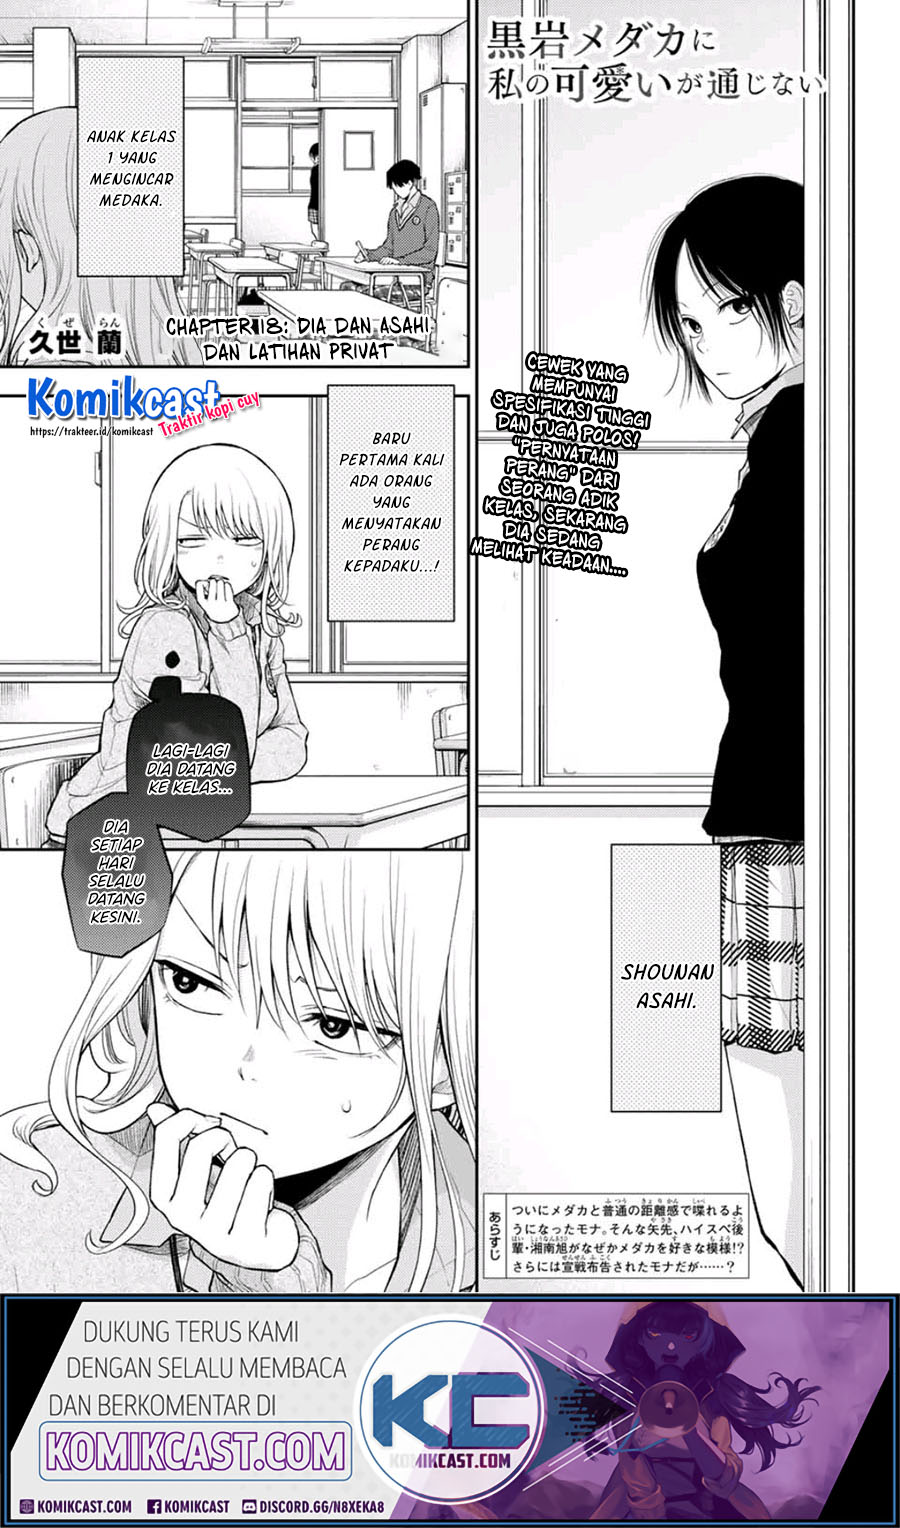 黒岩メダカに
私の可愛いが通じない
CEWEK YANG
MEMPUNYAI
SPESIFIKASI TINGGI
DAN JUGA POLOS!
"PERNYATAAN
PERANG" DARI
SEORANG ADIK
KELAS, SEKARANG
DIA SEDANG
MELIHAT KEADAAN....
SHOUNAN
ASAHI.
あらすじ
ついにメダカと普通の距離感で喋れるよ
うになったモナ。そんな矢先、ハイスペ後
輩・湘南旭がなぜかメダカを好きな模様!?
さらには宣戦布告されたモナだが……？
ANAK KELAS
1 YANG
MENGINCAR
MEDAKA.
久世 蘭
くぜ らん
CHAPTER 18: DIA DAN ASAHI
DAN LATIHAN PRIVAT
Komikcast
https://trakteer.id/komikcast
Traktir kopi cuy
BARU
PERTAMA KALI
ADA ORANG
YANG
MENYATAKAN
PERANG
KEPADAKU...!
LAGI-LAGI
DIA DATANG
KE KELAS...
DIA
SETIAP
HARI
SELALU
DATANG
KESINI.
DUKUNG TERUS KAMI
DENGAN SELALU MEMBACA
DAN BERKOMENTAR DI
KOMIKCAST.COM
KOMIKCAST.COM
KOMIKCAST
DISCORD.GG/N8XEKA8
KC
KOMIKCAST.COM